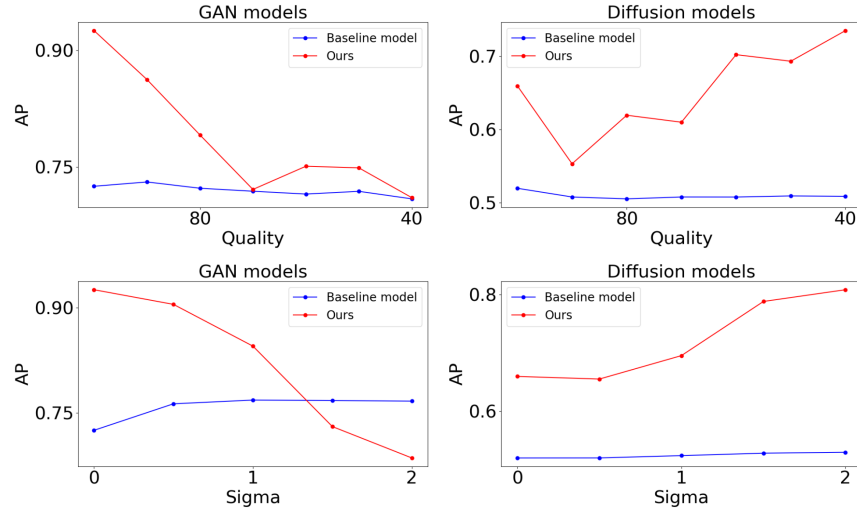 GAN models
0.90
0.75
AP
Baseline model
Ours
80
40
Quality
Diffusion models
0.7
0.6
0.5
AP
Baseline model
Ours
80
40
Quality
GAN models
0.90
0.75
AP
Baseline model
Ours
0
1
2
Sigma
Diffusion models
0.8
0.6
AP
Baseline model
Ours
0
1
2
Sigma